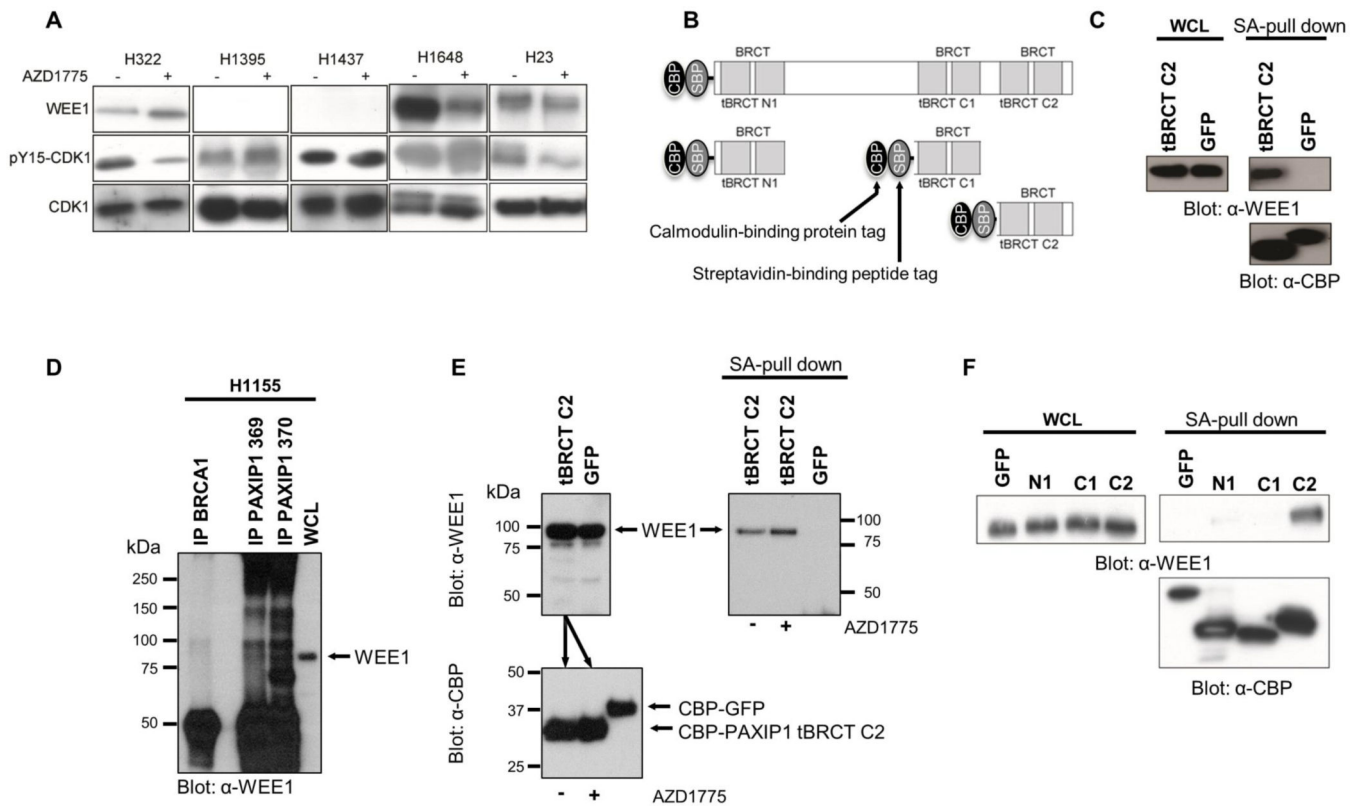 A
H322 H1395 H1437 H1648 H23
AZD1775 - + - + - + - + - +
WEE1
pY15-CDK1
CDK1
B
BRCT BRCT BRCT
CBP SBP
tBRCT N1 tBRCT C1 tBRCT C2
BRCT BRCT
CBP SBP CBP SBP
tBRCT N1 tBRCT C1
BRCT
CBP SBP
tBRCT C2
Calmodulin-binding protein tag
Streptavidin-binding peptide tag
C
WCL SA-pull down
tBRCT C2 GFP tBRCT C2 GFP
Blot: α-WEE1
Blot: α-CBP
D
H1155
IP BRCA1 IP PAXIP1 369 IP PAXIP1 370 WCL
kDa
250
150
100
75
50
WEE1
Blot: α-WEE1
E
SA-pull down
tBRCT C2 GFP tBRCT C2 tBRCT C2 GFP
kDa
Blot: α-WEE1
100
75
50
WEE1
100
75
50
- + AZD1775
Blot: α-CBP
50
37
25
CBP-GFP
CBP-PAXIP1 tBRCT C2
- + AZD1775
F
WCL SA-pull down
GFP N1 C1 C2 GFP N1 C1 C2
Blot: α-WEE1
Blot: α-CBP